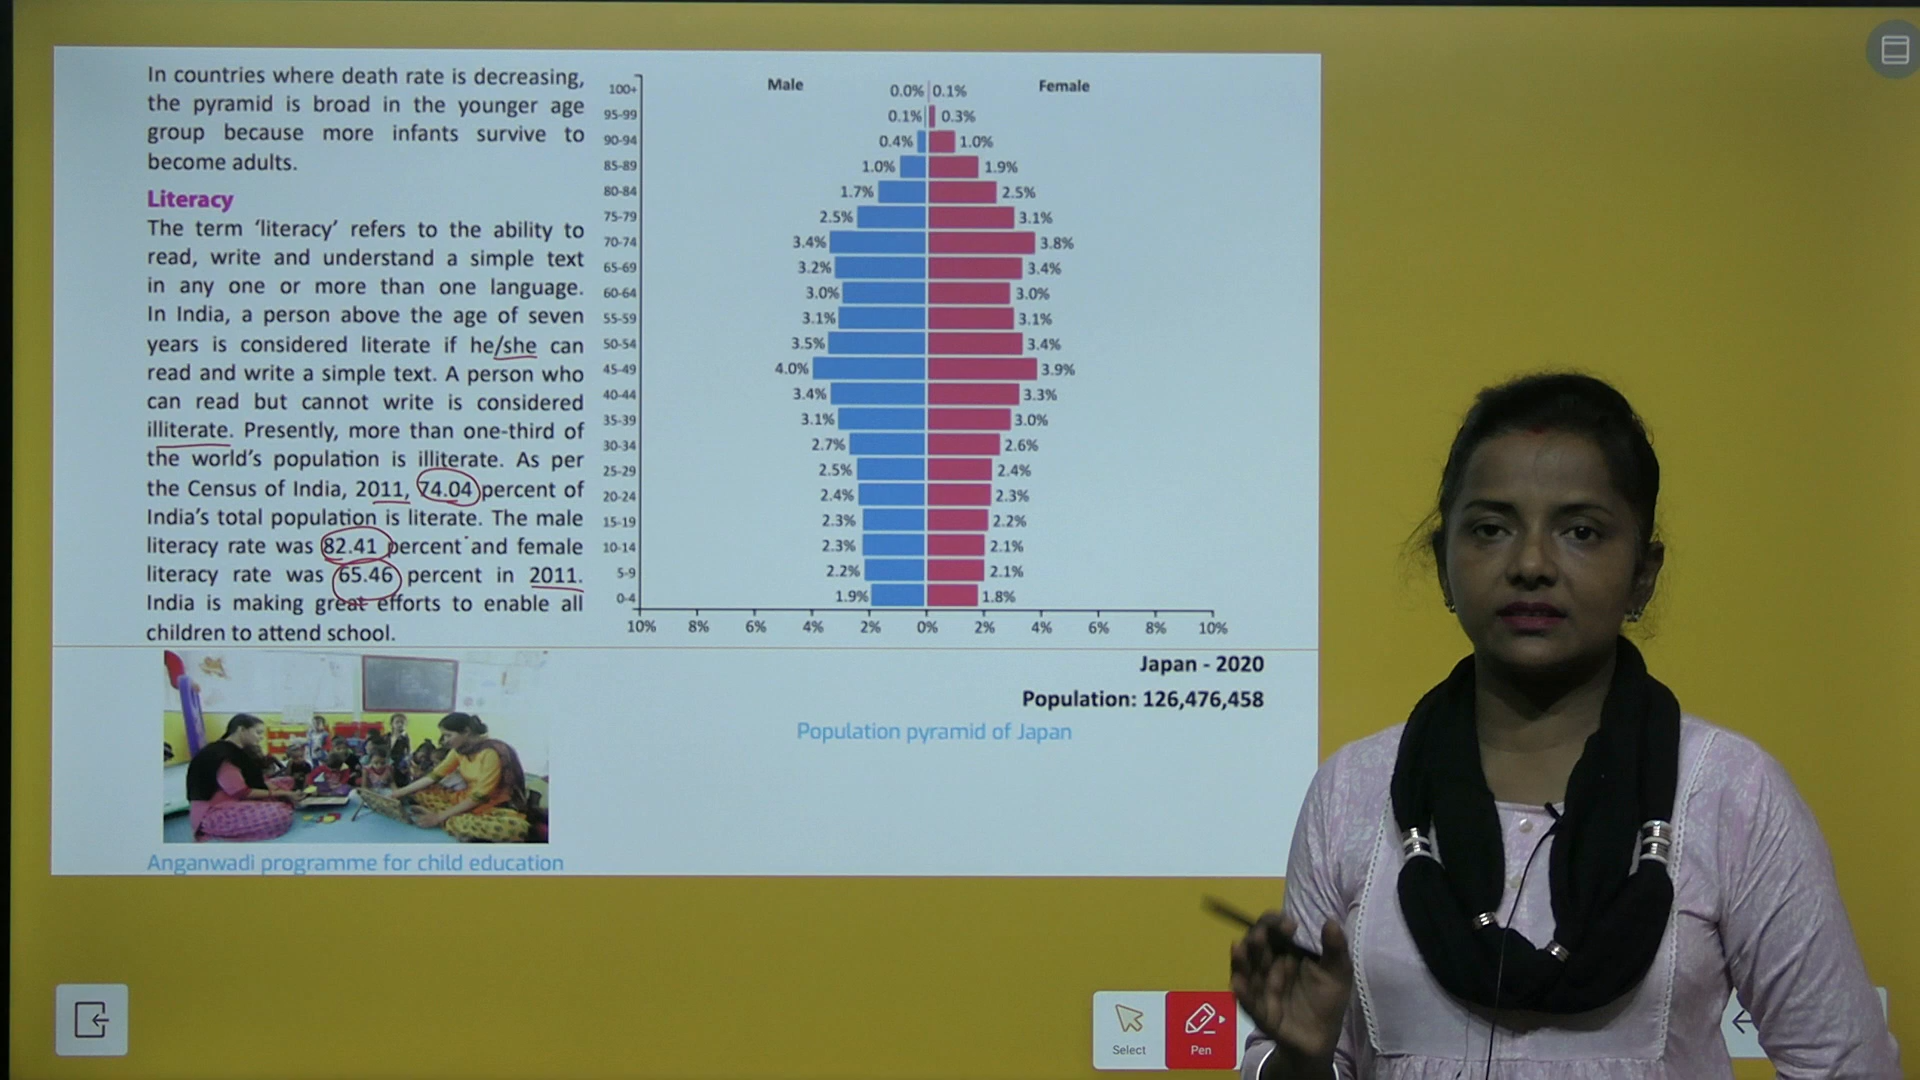 In countries where death rate is decreasing,
the pyramid is broad in the younger age
group because more infants survive to
become adults.
Literacy
The term ‘literacy’ refers to the ability to
read, write and understand a simple text
in any one or more than one language.
In India, a person above the age of seven
years is considered literate if he/she can
read and write a simple text. A person who
can read but cannot write is considered
illiterate. Presently, more than one-third of
the world’s population is illiterate. As per
the Census of India, 2011, 74.04 percent of
India’s total population is literate. The male
literacy rate was 82.41 percent and female
literacy rate was 65.46 percent in 2011.
India is making great efforts to enable all
children to attend school.
Anganwadi programme for child education
Male Female
100+ 0.0% 0.1%
95-99 0.1% 0.3%
90-94 0.4% 1.0%
85-89 1.0% 1.9%
80-84 1.7% 2.5%
75-79 2.5% 3.1%
70-74 3.4% 3.8%
65-69 3.2% 3.4%
60-64 3.0% 3.0%
55-59 3.1% 3.1%
50-54 3.5% 3.4%
45-49 4.0% 3.9%
40-44 3.4% 3.3%
35-39 3.1% 3.0%
30-34 2.7% 2.6%
25-29 2.5% 2.4%
20-24 2.4% 2.3%
15-19 2.3% 2.2%
10-14 2.3% 2.1%
5-9 2.2% 2.1%
0-4 1.9% 1.8%
10% 8% 6% 4% 2% 0% 2% 4% 6% 8% 10%
Japan - 2020
Population: 126,476,458
Population pyramid of Japan
Select Pen